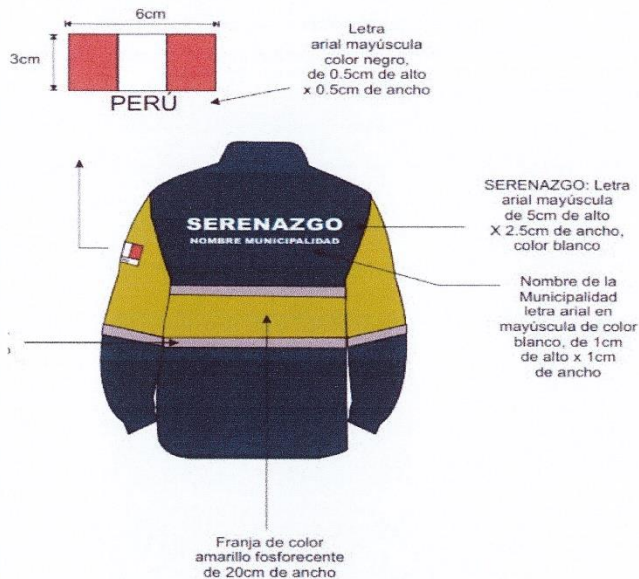 6cm
3cm
PERÚ
Letra
arial mayúscula
color negro,
de 0.5cm de alto
x 0.5cm de ancho
SERENAZGO
NOMBRE MUNICIPALIDAD
SERENAZGO: Letra
arial mayúscula
de 5cm de alto
X 2.5cm de ancho,
color blanco
Nombre de la
Municipalidad
letra arial en
mayúscula de color
blanco, de 1cm
de alto x 1cm
de ancho
Franja de color
amarillo fosforecente
de 20cm de ancho